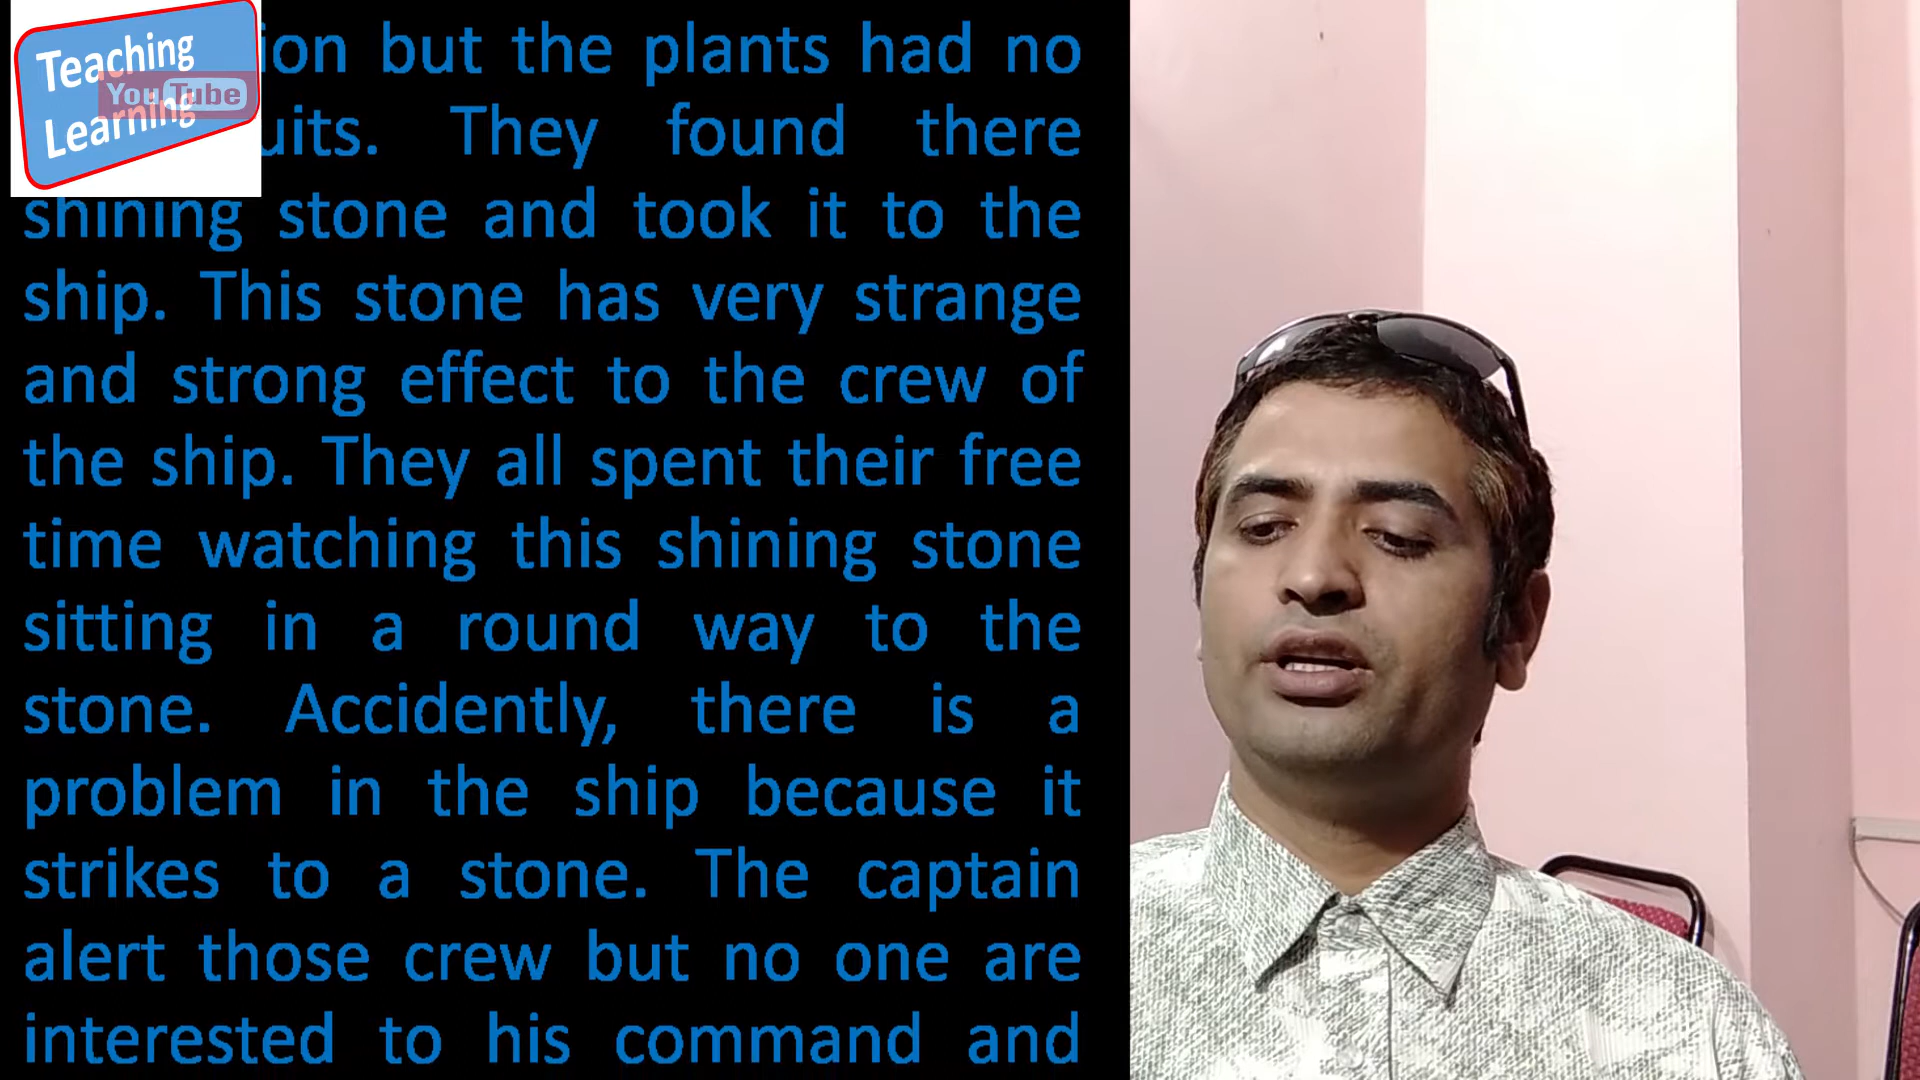 Teaching
Learning
YouTube
but the plants had no
They found there
shining stone and took it to the
ship. This stone has very strange
and strong effect to the crew of
the ship. They all spent their free
time watching this shining stone
sitting in a round way to the
stone. Accidently, there is a
problem in the ship because it
strikes to a stone. The captain
alert those crew but no one are
interested to his command and